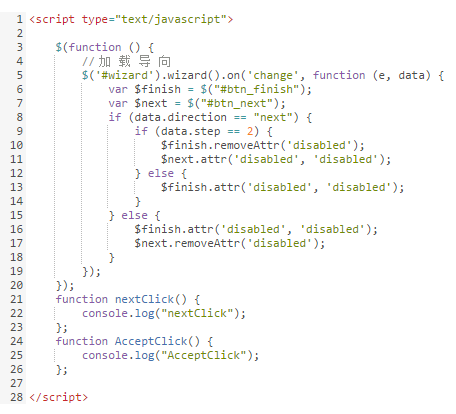 1 <script type="text/javascript">
2
3 $(function () {
4 //加 载 导 向
5 $('#wizard').wizard().on('change', function (e, data) {
6 var $finish = $("#btn_finish");
7 var $next = $("#btn_next");
8 if (data.direction == "next") {
9 if (data.step == 2) {
10 $finish.removeAttr('disabled');
11 $next.attr('disabled', 'disabled');
12 } else {
13 $finish.attr('disabled', 'disabled');
14 }
15 } else {
16 $finish.attr('disabled', 'disabled');
17 $next.removeAttr('disabled');
18 }
19 });
20 });
21 function nextClick() {
22 console.log("nextClick");
23 };
24 function AcceptClick() {
25 console.log("AcceptClick");
26 };
27
28 </script>